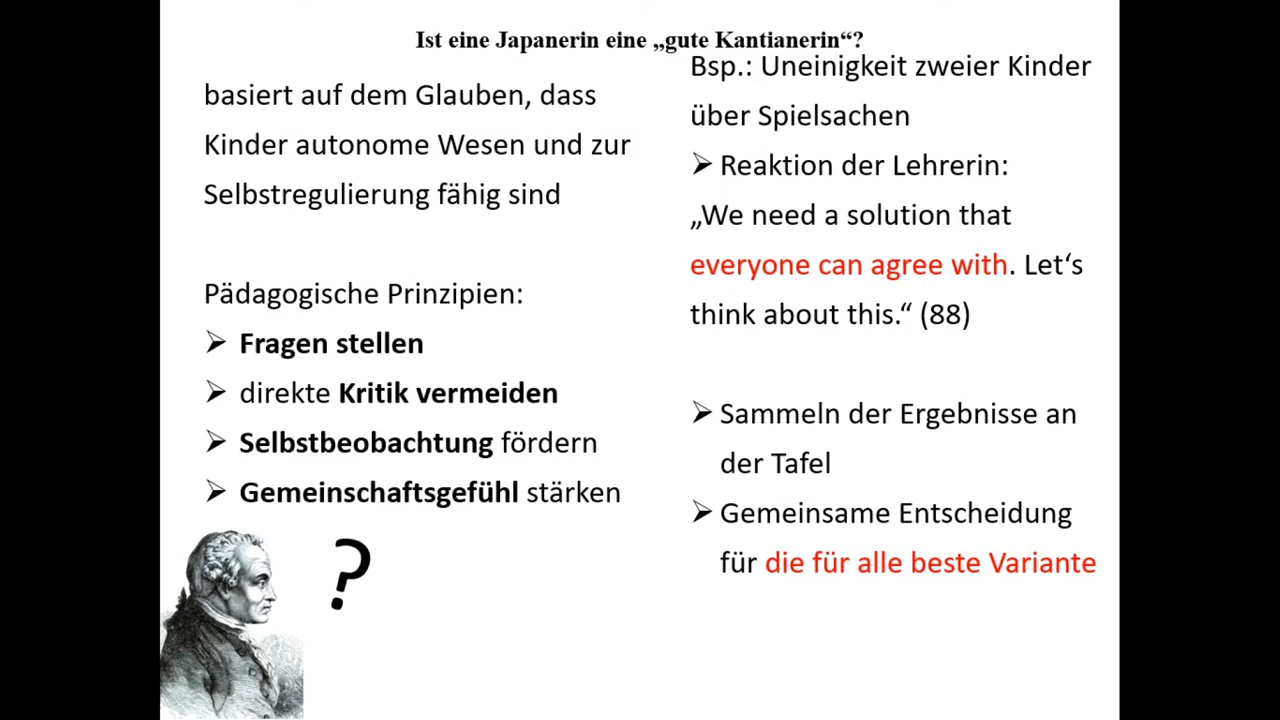 Ist eine Japanerin eine „gute Kantianerin“?
basiert auf dem Glauben, dass
Kinder autonome Wesen und zur
Selbstregulierung fähig sind
Pädagogische Prinzipien:
➢ Fragen stellen
➢ direkte Kritik vermeiden
➢ Selbstbeobachtung fördern
➢ Gemeinschaftsgefühl stärken
?
Bsp.: Uneinigkeit zweier Kinder
über Spielsachen
➢ Reaktion der Lehrerin:
„We need a solution that
everyone can agree with. Let‘s
think about this.“ (88)
➢ Sammeln der Ergebnisse an
der Tafel
➢ Gemeinsame Entscheidung
für die für alle beste Variante